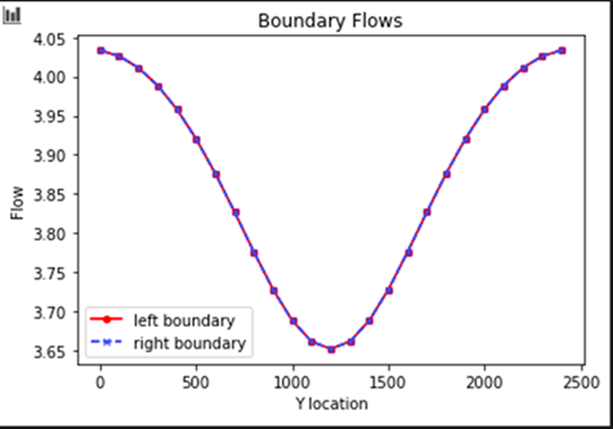 Boundary Flows
4.05
4.00
3.95
3.90
3.85
3.80
3.75
3.70
3.65
Flow
left boundary
right boundary
0 500 1000 1500 2000 2500
Y location